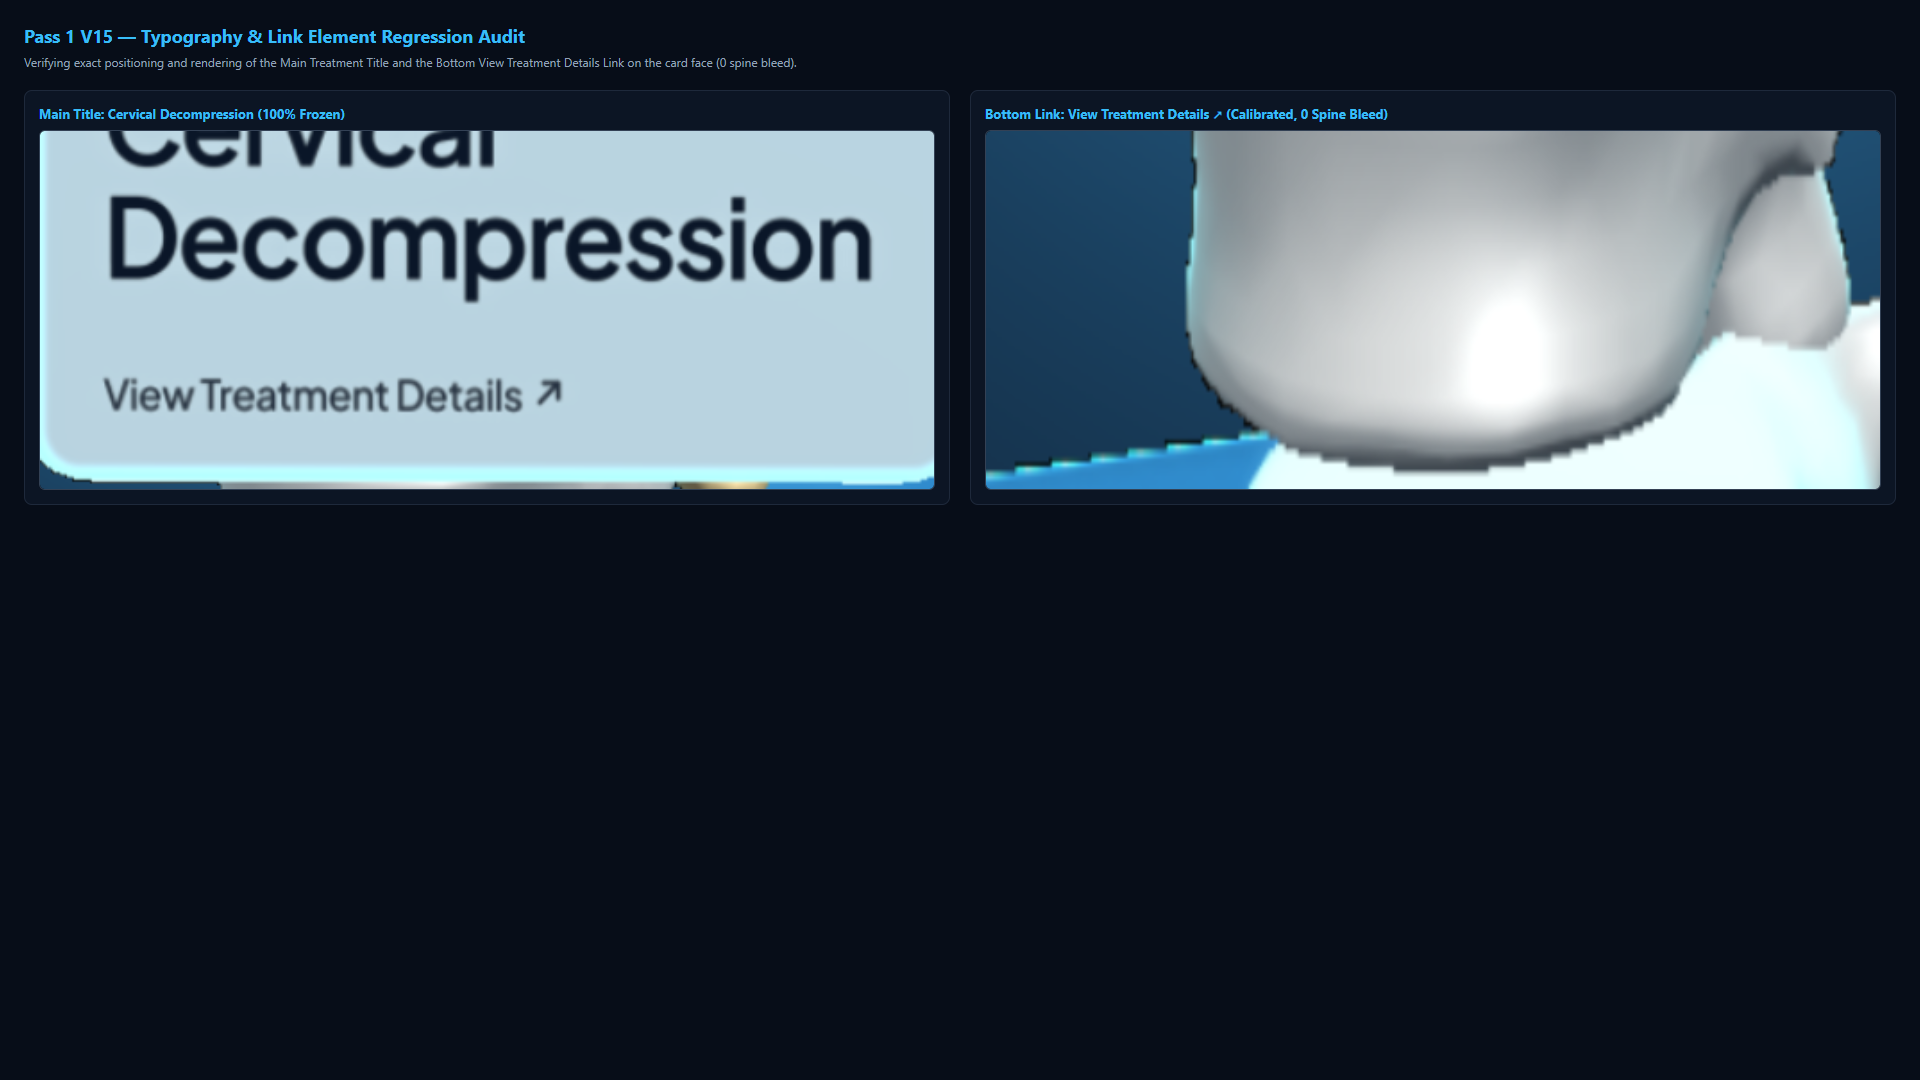 Pass 1 V15 — Typography & Link Element Regression Audit
Verifying exact positioning and rendering of the Main Treatment Title and the Bottom View Treatment Details Link on the card face (0 spine bleed).
Main Title: Cervical Decompression (100% Frozen)
Cervical
Decompression
View Treatment Details ↗
Bottom Link: View Treatment Details ↗ (Calibrated, 0 Spine Bleed)